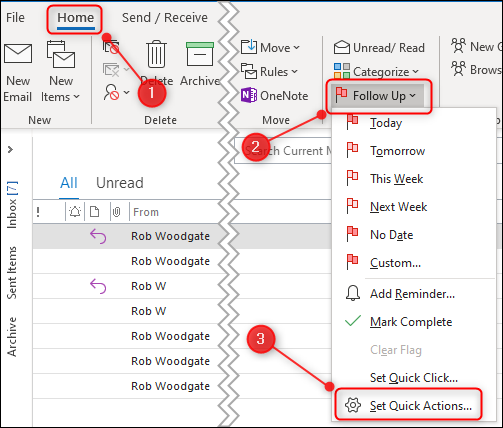 File Home Send / Receive
New Email
New Items
Delete
Archive
Delete
1
Move
Rules
OneNote
Move
Unread/ Read
Categorize
Follow Up
New G
Brows
2
Search Current M
Today
Tomorrow
This Week
Next Week
No Date
Custom...
Add Reminder...
Mark Complete
Clear Flag
Set Quick Click...
Set Quick Actions...
3
Inbox [7]
Sent Items
Archive
All Unread
! From
Rob Woodgate
Rob Woodgate
Rob W
Rob W
Rob Woodgate
Rob Woodgate
Rob Woodgate